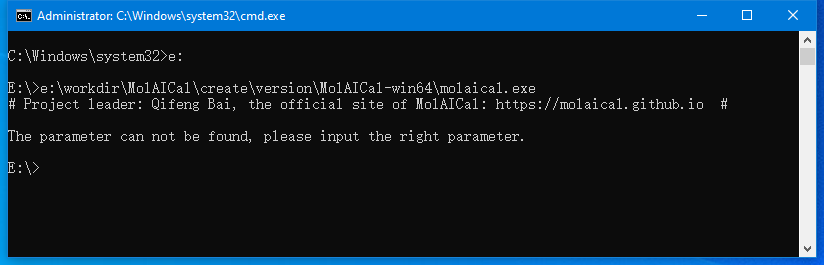 Administrator: C:\Windows\system32\cmd.exe
C:\Windows\system32>e:
E:\>e:\workdir\MolAICal\create\version\MolAICal-win64\molaical.exe
# Project leader: Qifeng Bai, the official site of MolAICal: https://molaical.github.io  #
The parameter can not be found, please input the right parameter.
E:\>